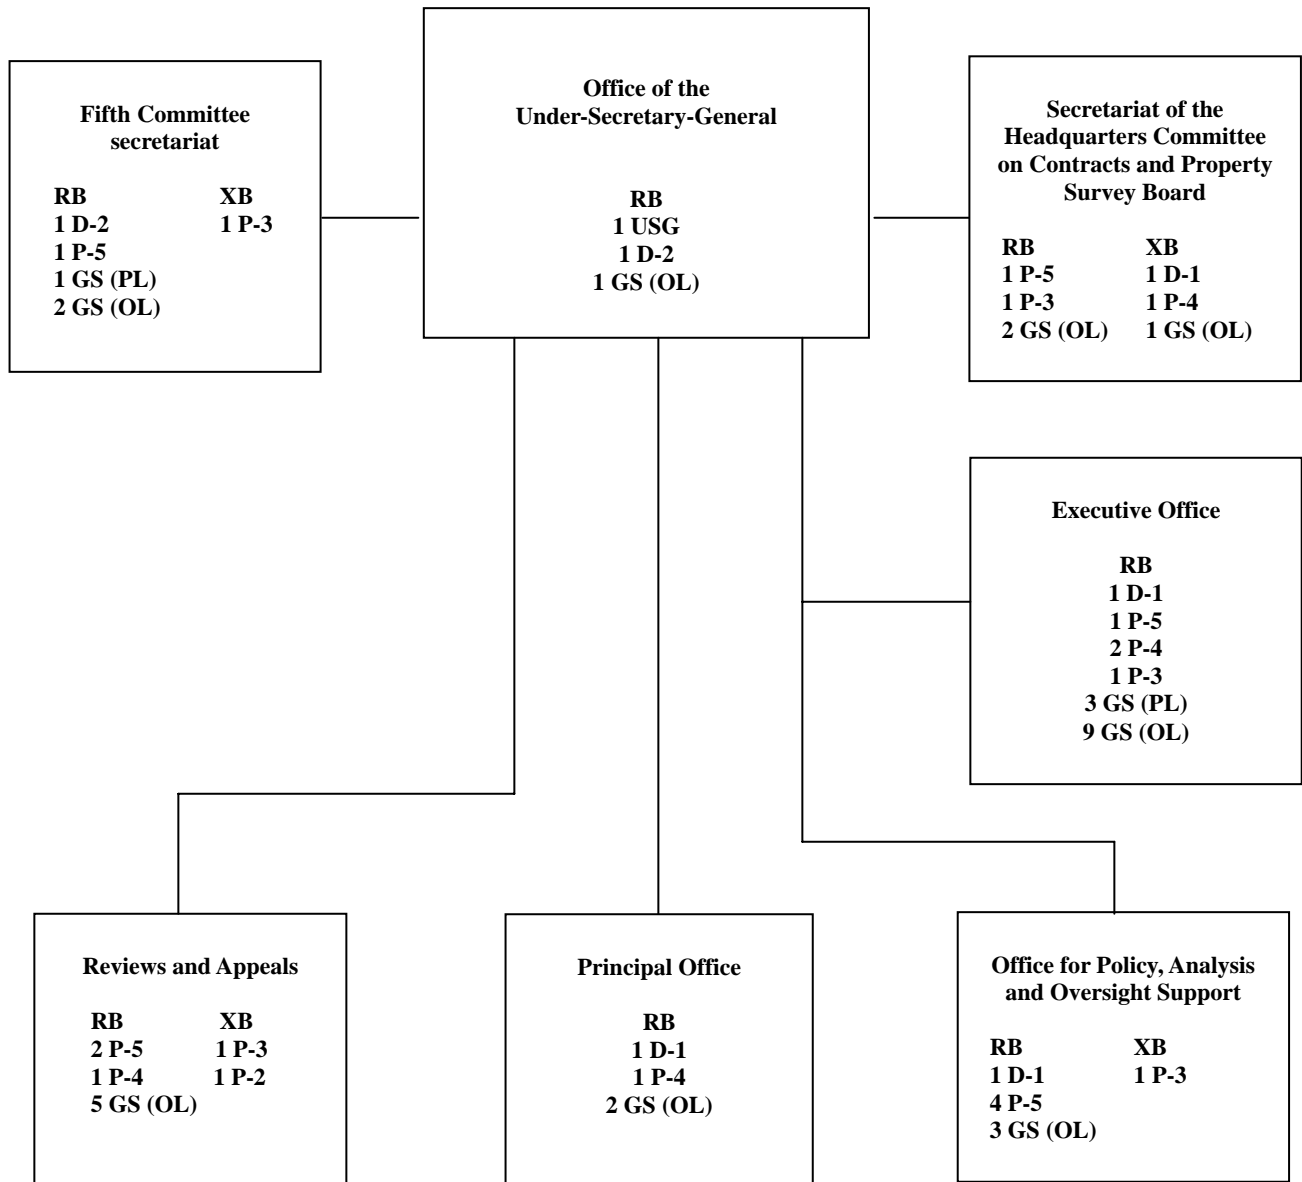 Office of the
Under-Secretary-General
RB
1 USG
1 D-2
1 GS (OL)
Fifth Committee
secretariat
RB XB
1 D-2 1 P-3
1 P-5
1 GS (PL)
2 GS (OL)
Secretariat of the
Headquarters Committee
on Contracts and Property
Survey Board
RB XB
1 P-5 1 D-1
1 P-3 1 P-4
2 GS (OL) 1 GS (OL)
Executive Office
RB
1 D-1
1 P-5
2 P-4
1 P-3
3 GS (PL)
9 GS (OL)
Reviews and Appeals
RB XB
2 P-5 1 P-3
1 P-4 1 P-2
5 GS (OL)
Principal Office
RB
1 D-1
1 P-4
2 GS (OL)
Office for Policy, Analysis
and Oversight Support
RB XB
1 D-1 1 P-3
4 P-5
3 GS (OL)